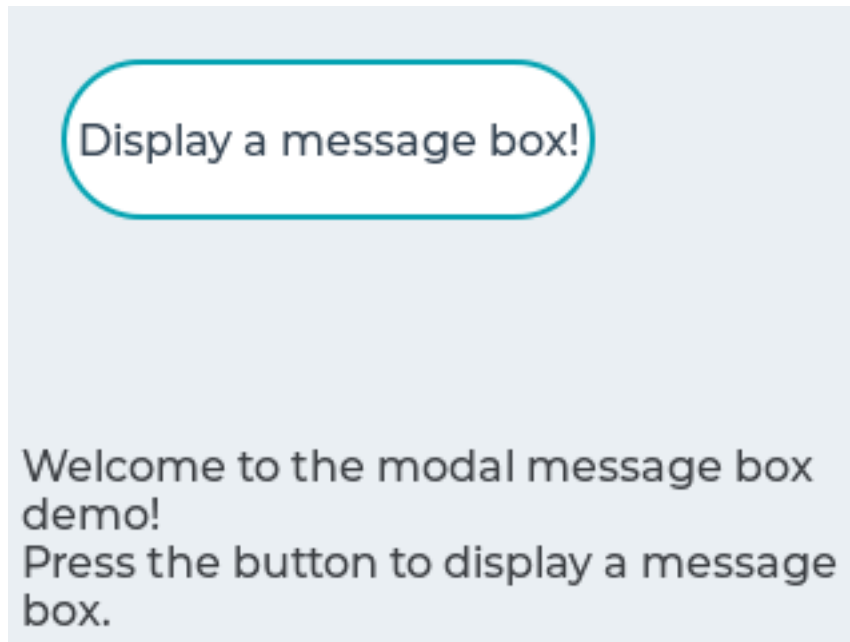 Display a message box!
Welcome to the modal message box
demo!
Press the button to display a message
box.